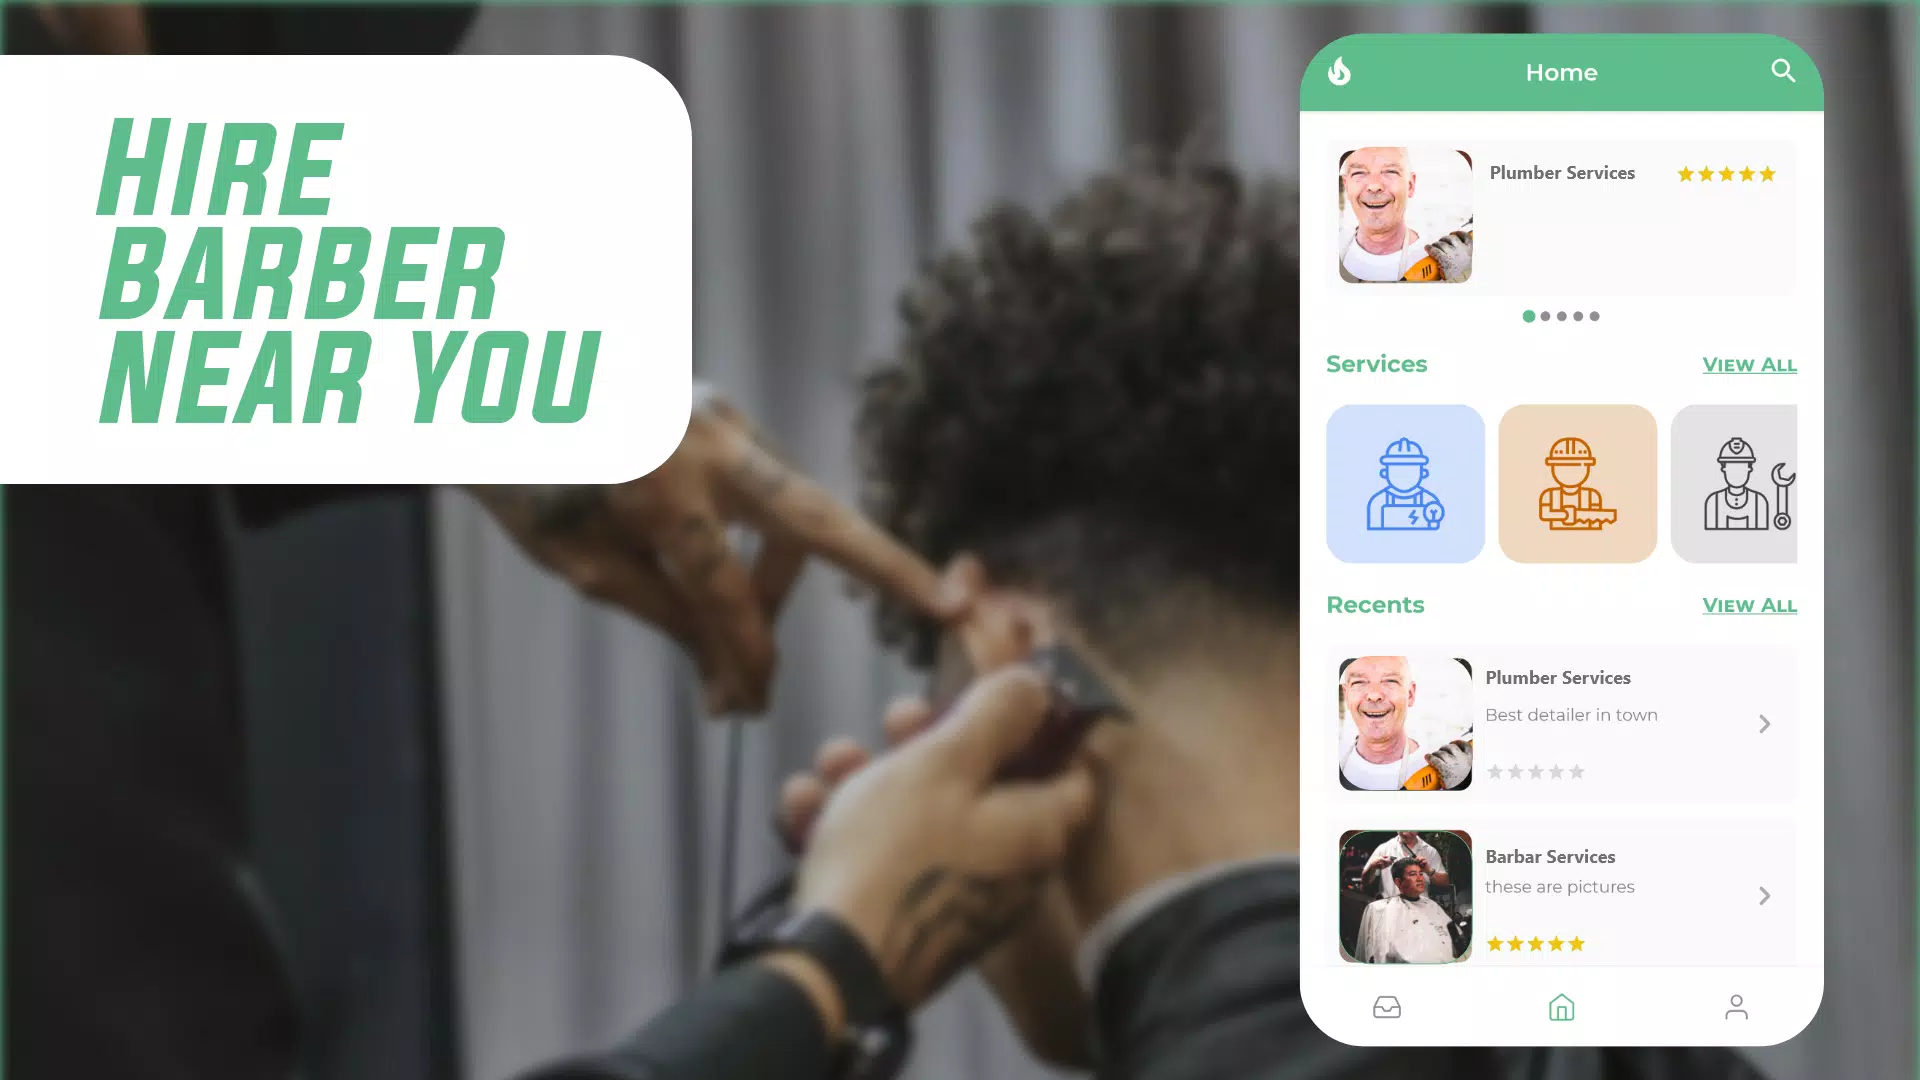 HIRE
BARBER
NEAR YOU
Home
Plumber Services
Services
VIEW ALL
Recents
VIEW ALL
Plumber Services
Best detailer in town
Barbar Services
these are pictures